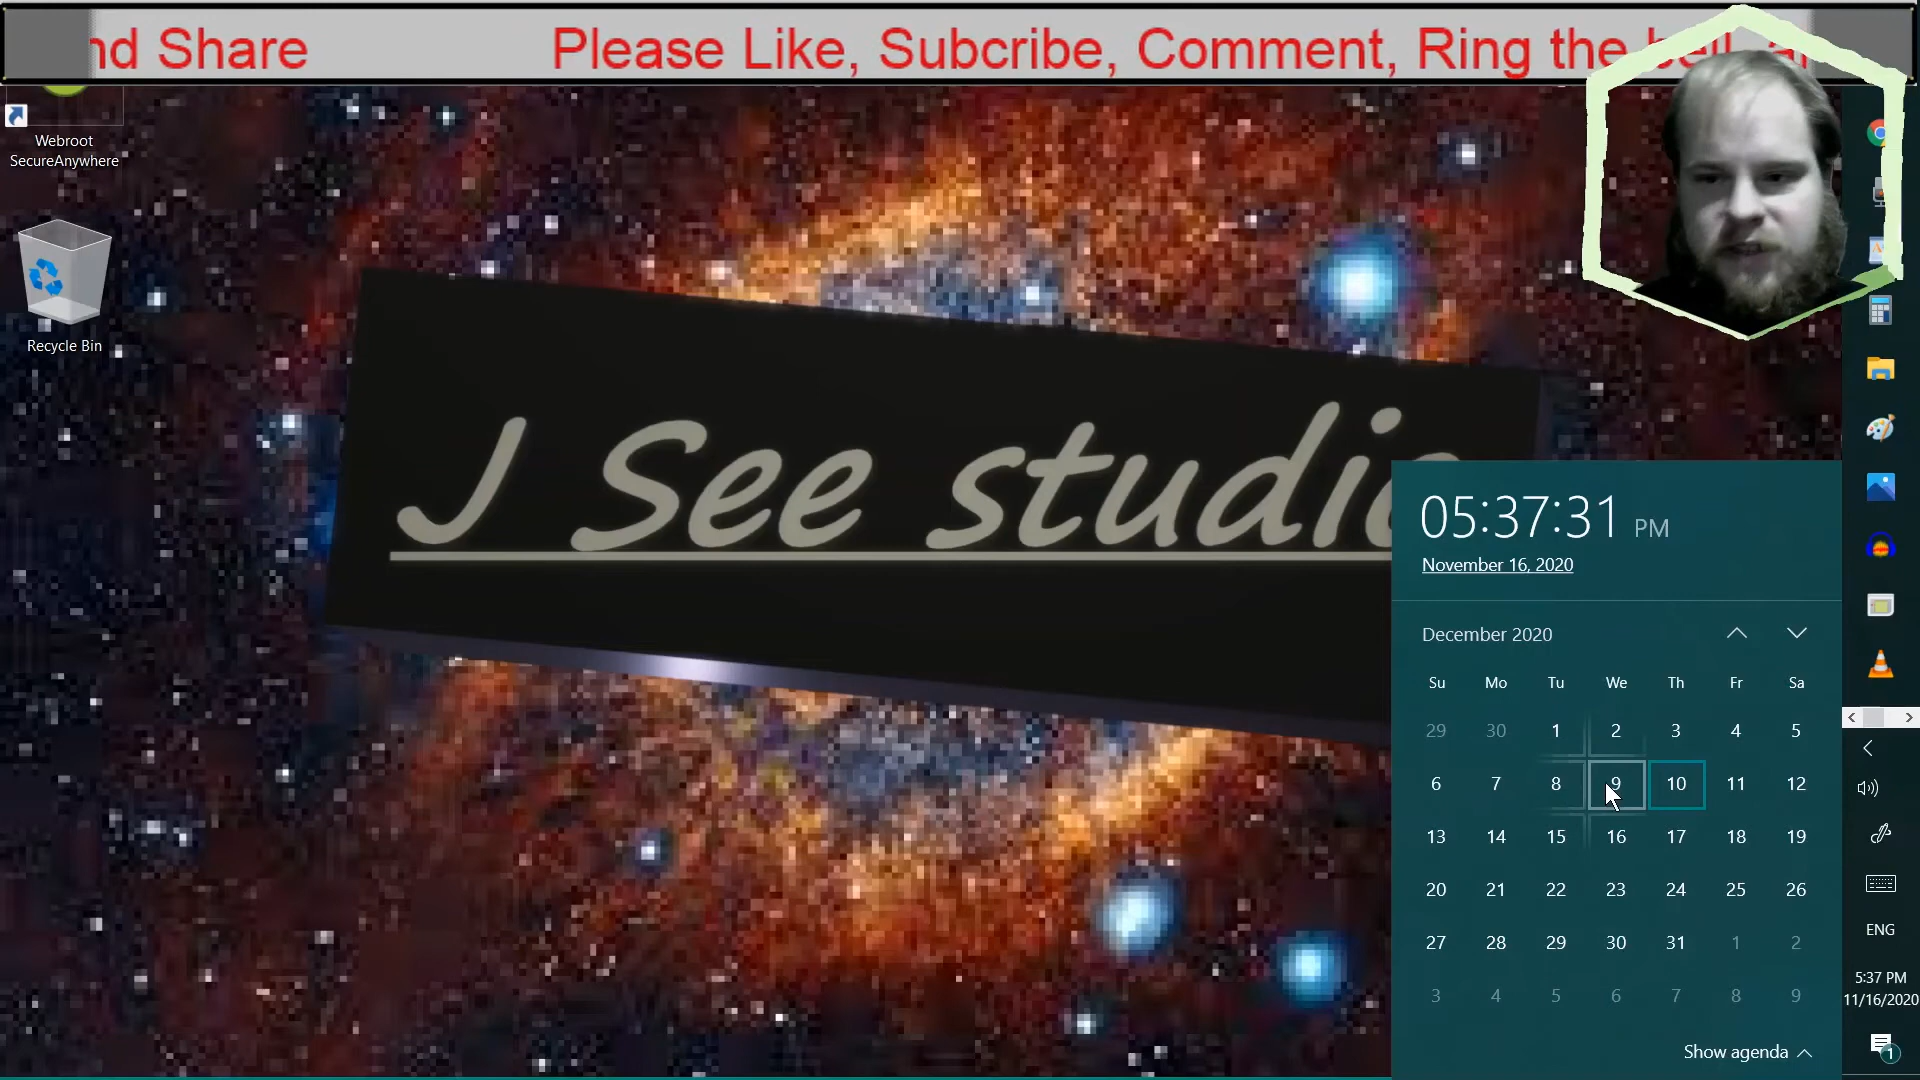 nd Share Please Like, Subcribe, Comment, Ring the bell, a
Webroot
SecureAnywhere
Recycle Bin
J See studio
05:37:31 PM
November 16, 2020
December 2020
Su Mo Tu We Th Fr Sa
29 30 1 2 3 4 5
6 7 8 9 10 11 12
13 14 15 16 17 18 19
20 21 22 23 24 25 26
27 28 29 30 31 1 2
3 4 5 6 7 8 9
Show agenda
ENG
5:37 PM
11/16/2020
1